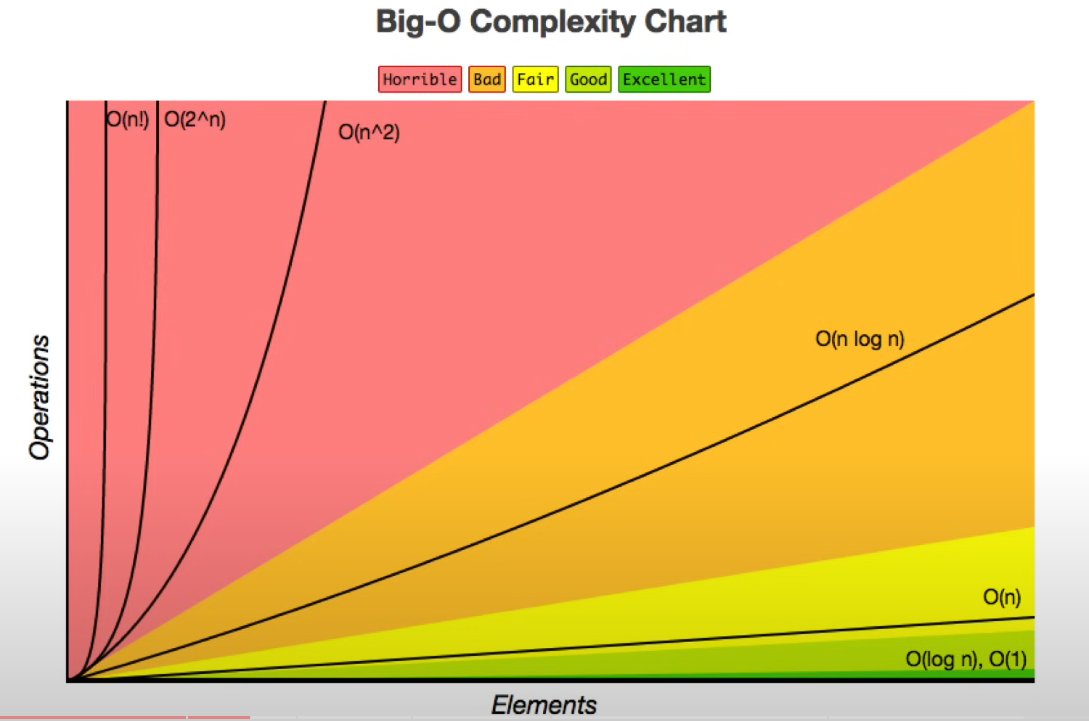 Big-O Complexity Chart
Horrible Bad Fair Good Excellent
O(n!) O(2^n)
O(n^2)
O(n log n)
O(n)
O(log n), O(1)
Operations
Elements